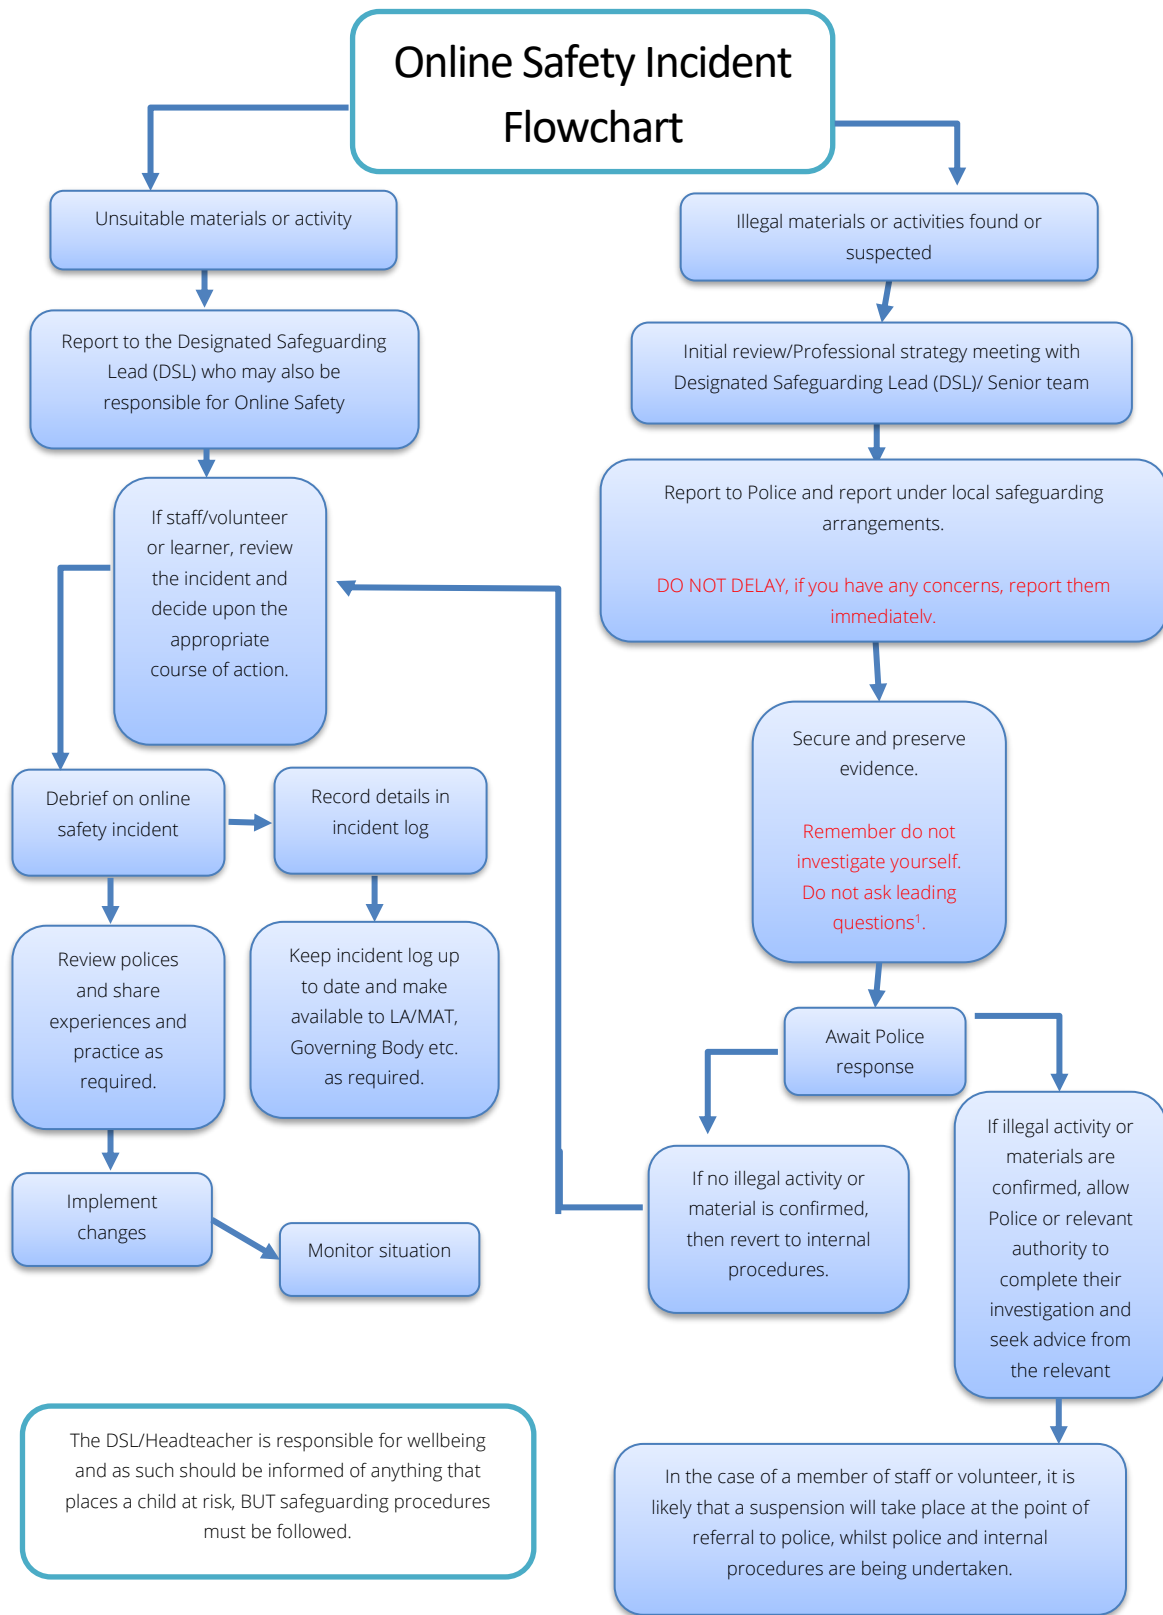 Online Safety Incident
Flowchart
Unsuitable materials or activity
Report to the Designated Safeguarding
Lead (DSL) who may also be
responsible for Online Safety
If staff/volunteer
or learner, review
the incident and
decide upon the
appropriate
course of action.
Debrief on online
safety incident
Record details in
incident log
Review polices
and share
experiences and
practice as
required.
Keep incident log up
to date and make
available to LA/MAT,
Governing Body etc.
as required.
Implement
changes
Monitor situation
Illegal materials or activities found or
suspected
Initial review/Professional strategy meeting with
Designated Safeguarding Lead (DSL)/ Senior team
Report to Police and report under local safeguarding
arrangements.
DO NOT DELAY, if you have any concerns, report them
immediately.
Secure and preserve
evidence.
Remember do not
investigate yourself.
Do not ask leading
questions¹.
Await Police
response
If no illegal activity or
material is confirmed,
then revert to internal
procedures.
If illegal activity or
materials are
confirmed, allow
Police or relevant
authority to
complete their
investigation and
seek advice from
the relevant
In the case of a member of staff or volunteer, it is
likely that a suspension will take place at the point of
referral to police, whilst police and internal
procedures are being undertaken.
The DSL/Headteacher is responsible for wellbeing
and as such should be informed of anything that
places a child at risk, BUT safeguarding procedures
must be followed.